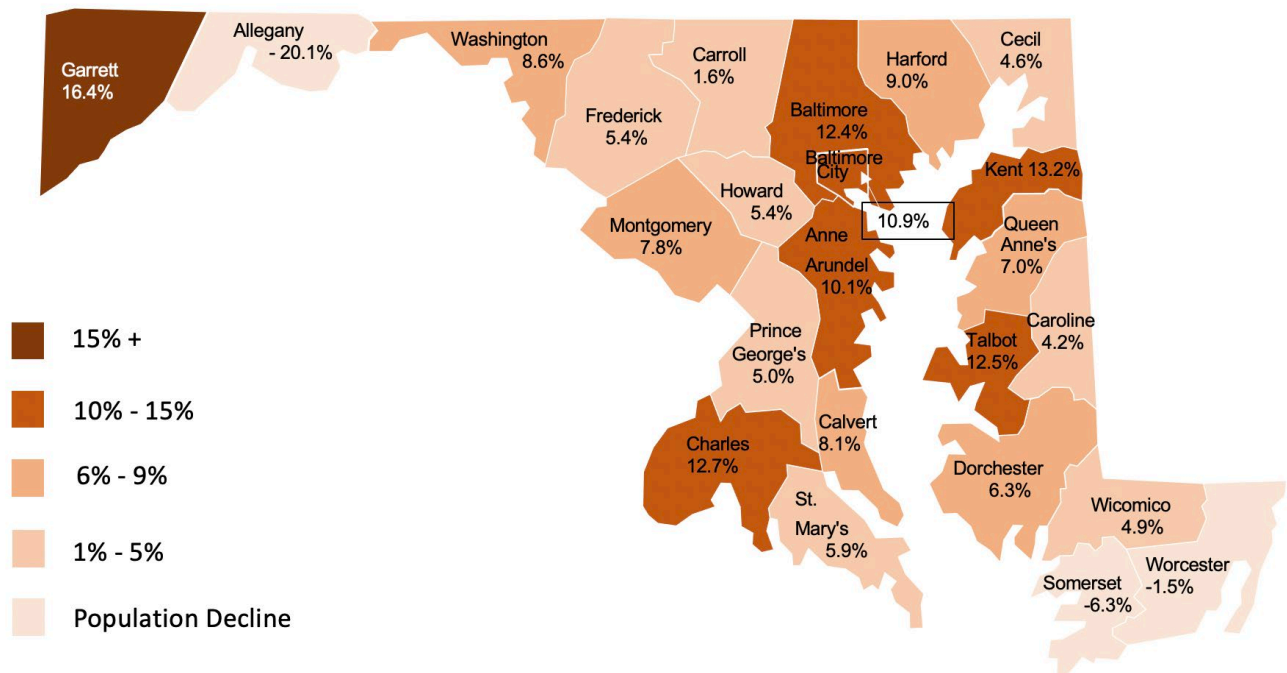 Allegany
- 20.1%
Garrett
16.4%
Washington
8.6%
Frederick
5.4%
Carroll
1.6%
Baltimore
12.4%
Harford
9.0%
Cecil
4.6%
Baltimore
City
10.9%
Kent 13.2%
Howard
5.4%
Montgomery
7.8%
Anne
Arundel
10.1%
Queen
Anne's
7.0%
Prince
George's
5.0%
Talbot
12.5%
Caroline
4.2%
Calvert
8.1%
Charles
12.7%
St.
Mary's
5.9%
Dorchester
6.3%
Wicomico
4.9%
Somerset
-6.3%
Worcester
-1.5%
15% +
10% - 15%
6% - 9%
1% - 5%
Population Decline